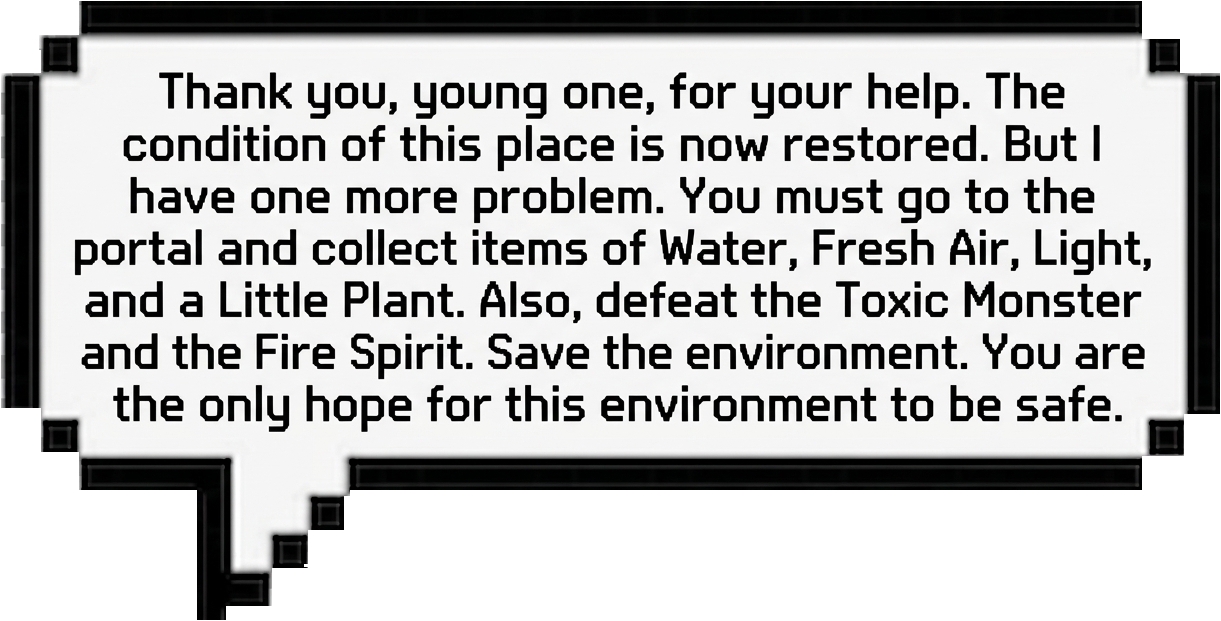 Thank you, young one, for your help. The
condition of this place is now restored. But I
have one more problem. You must go to the
portal and collect items of Water, Fresh Air, Light,
and a Little Plant. Also, defeat the Toxic Monster
and the Fire Spirit. Save the environment. You are
the only hope for this environment to be safe.